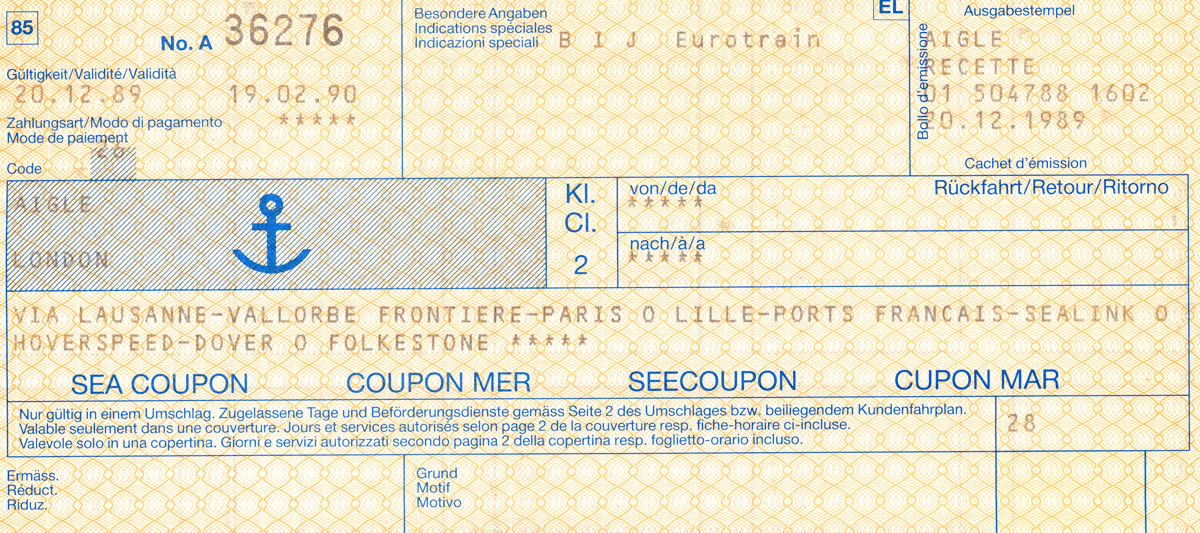 85
No. A 36276
Gültigkeit/Validité/Validità
20.12.89 19.02.90
Zahlungsart/Modo di pagamento
Mode de paiement
*****
26
Code
Besondere Angaben
Indications spéciales
Indicazioni speciali
B I J Eurotrain
EL
Ausgabestempel
Bollo d'emissione
AIGLE
RECETTE
01 504788 1602
20.12.1989
Cachet d'émission
AIGLE
LONDON
Kl.
Cl.
2
von/de/da
*****
Rückfahrt/Retour/Ritorno
nach/à/a
*****
VIA LAUSANNE-VALLORBE FRONTIERE-PARIS O LILLE-PORTS FRANCAIS-SEALINK O
HOVERSPEED-DOVER O FOLKESTONE *****
SEA COUPON COUPON MER SEECOUPON CUPON MAR
Nur gültig in einem Umschlag. Zugelassene Tage und Beförderungsdienste gemäss Seite 2 des Umschlages bzw. beiliegendem Kundenfahrplan.
Valable seulement dans une couverture. Jours et services autorisés selon page 2 de la couverture resp. fiche-horaire ci-incluse.
Valevole solo in una copertina. Giorni e servizi autorizzati secondo pagina 2 della copertina resp. foglietto-orario incluso.
28
Ermäss.
Réduct.
Riduz.
Grund
Motif
Motivo